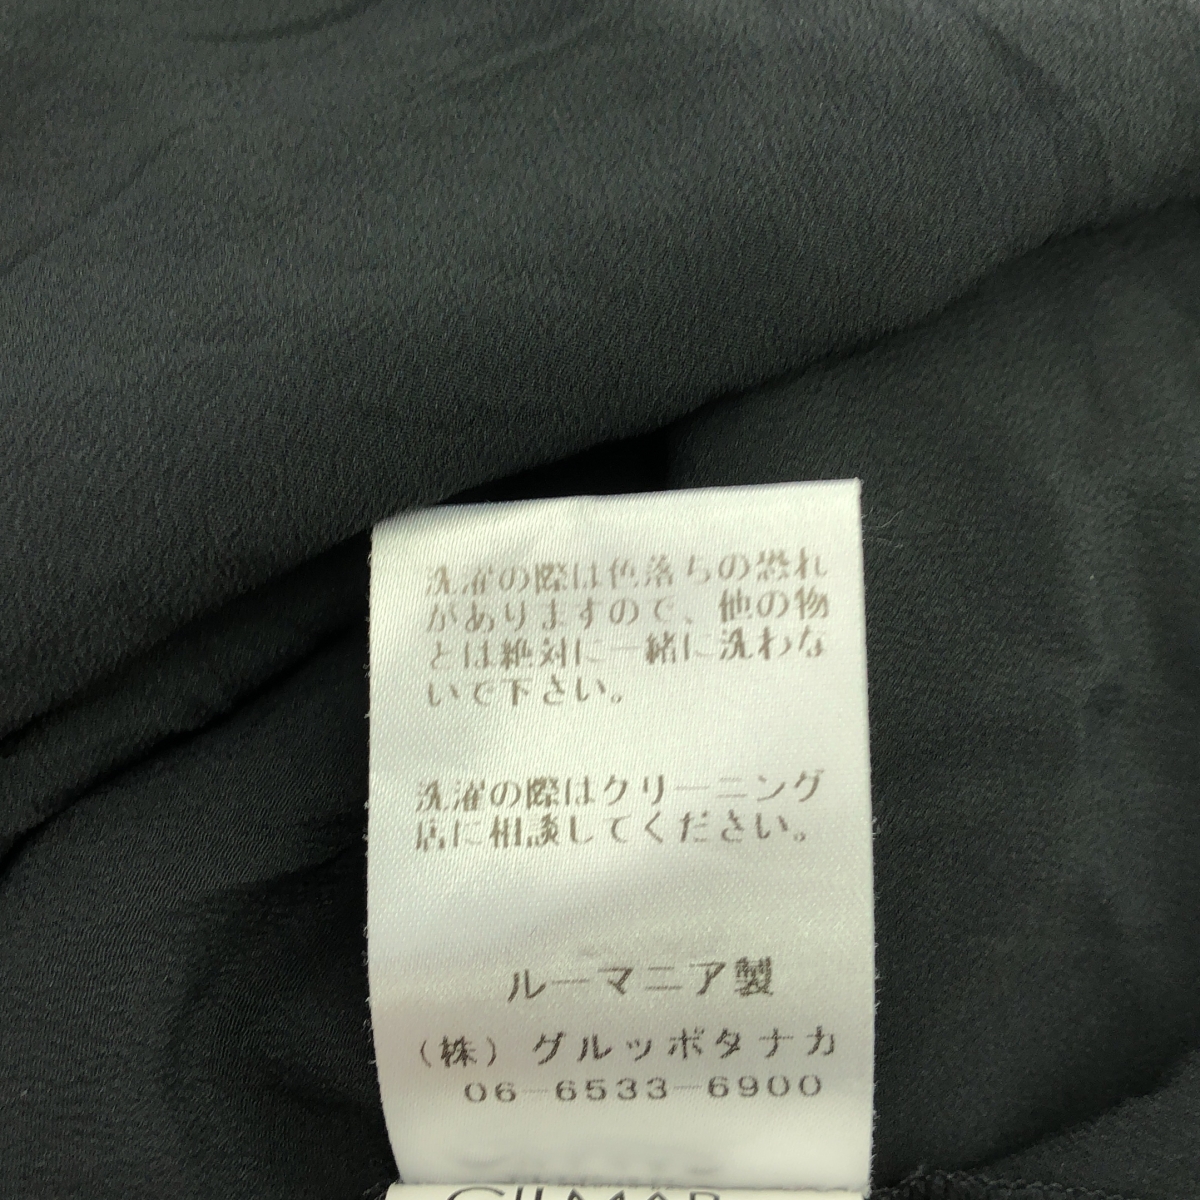 洗濯の際は色落ちの恐れ
がありますので、他の物
とは絶対に一緒に洗わな
いで下さい。
洗濯の際はクリーニング
店に相談してください。
ルーマニア製
(株)グルッポタナカ
06-6533-6900